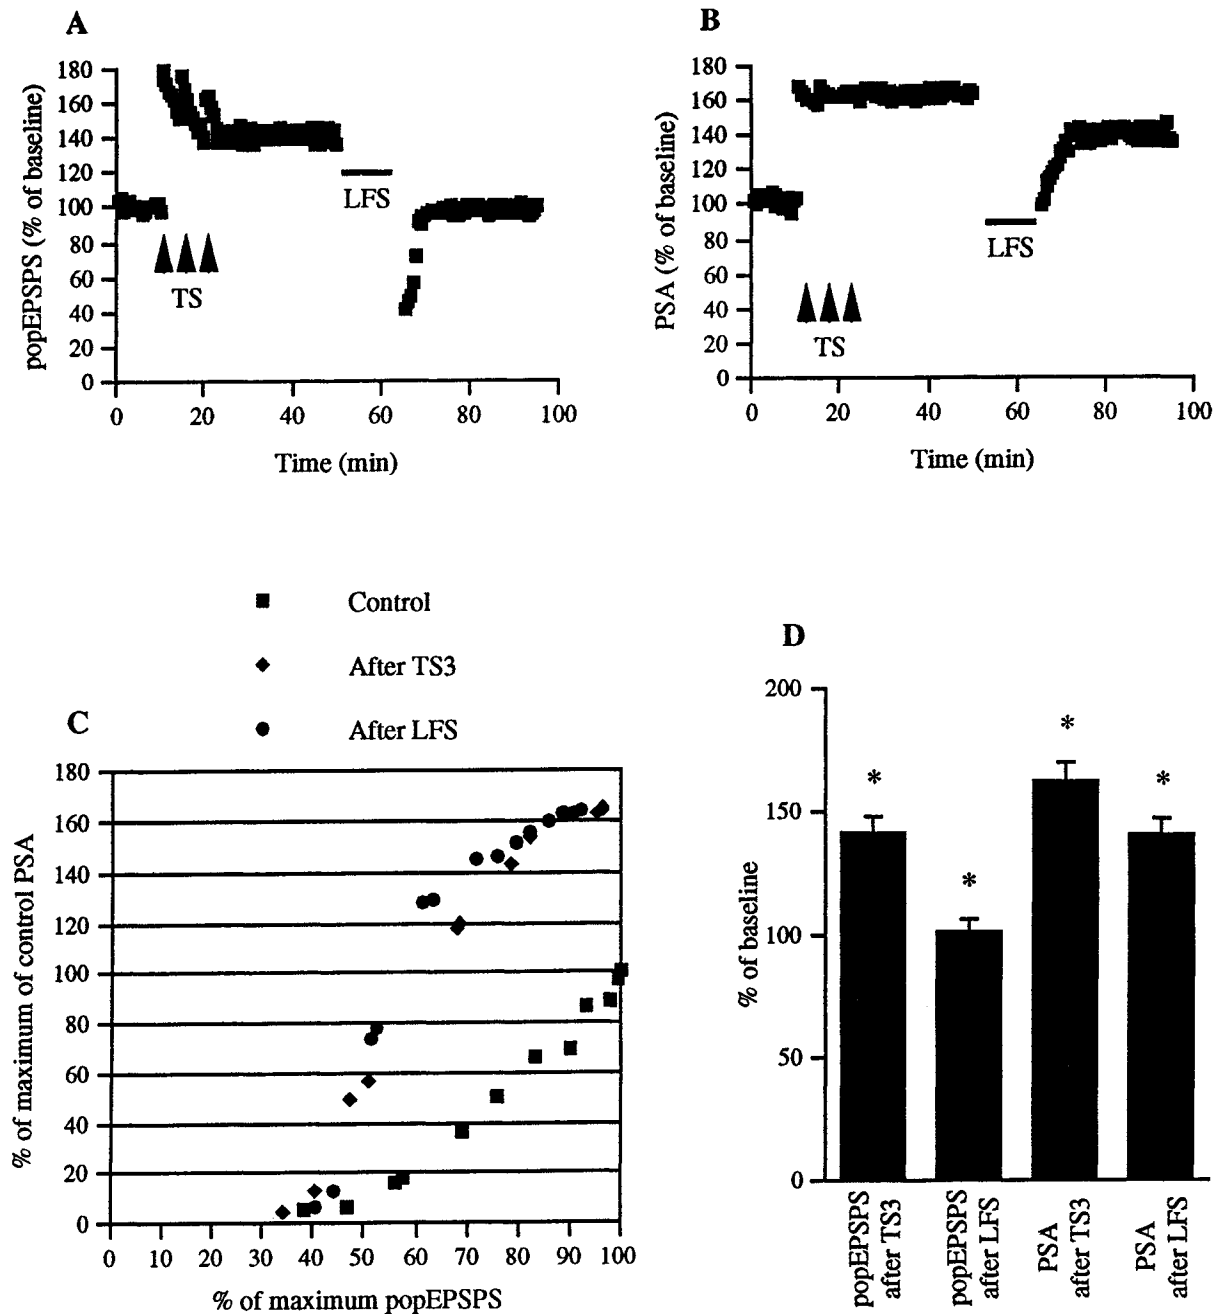 A
popEPSPS (% of baseline)
180
160
140
120
100
80
60
40
20
0
TS
LFS
0
20
40
60
80
100
Time (min)
B
PSA (% of baseline)
180
160
140
120
100
80
60
40
20
0
TS
LFS
0
20
40
60
80
100
Time (min)
Control
After TS3
After LFS
C
% of maximum of control PSA
180
160
140
120
100
80
60
40
20
0
0
10
20
30
40
50
60
70
80
90
100
% of maximum popEPSPS
D
% of baseline
200
150
100
50
0
*
*
*
*
popEPSPS
after TS3
popEPSPS
after LFS
PSA
after TS3
PSA
after LFS